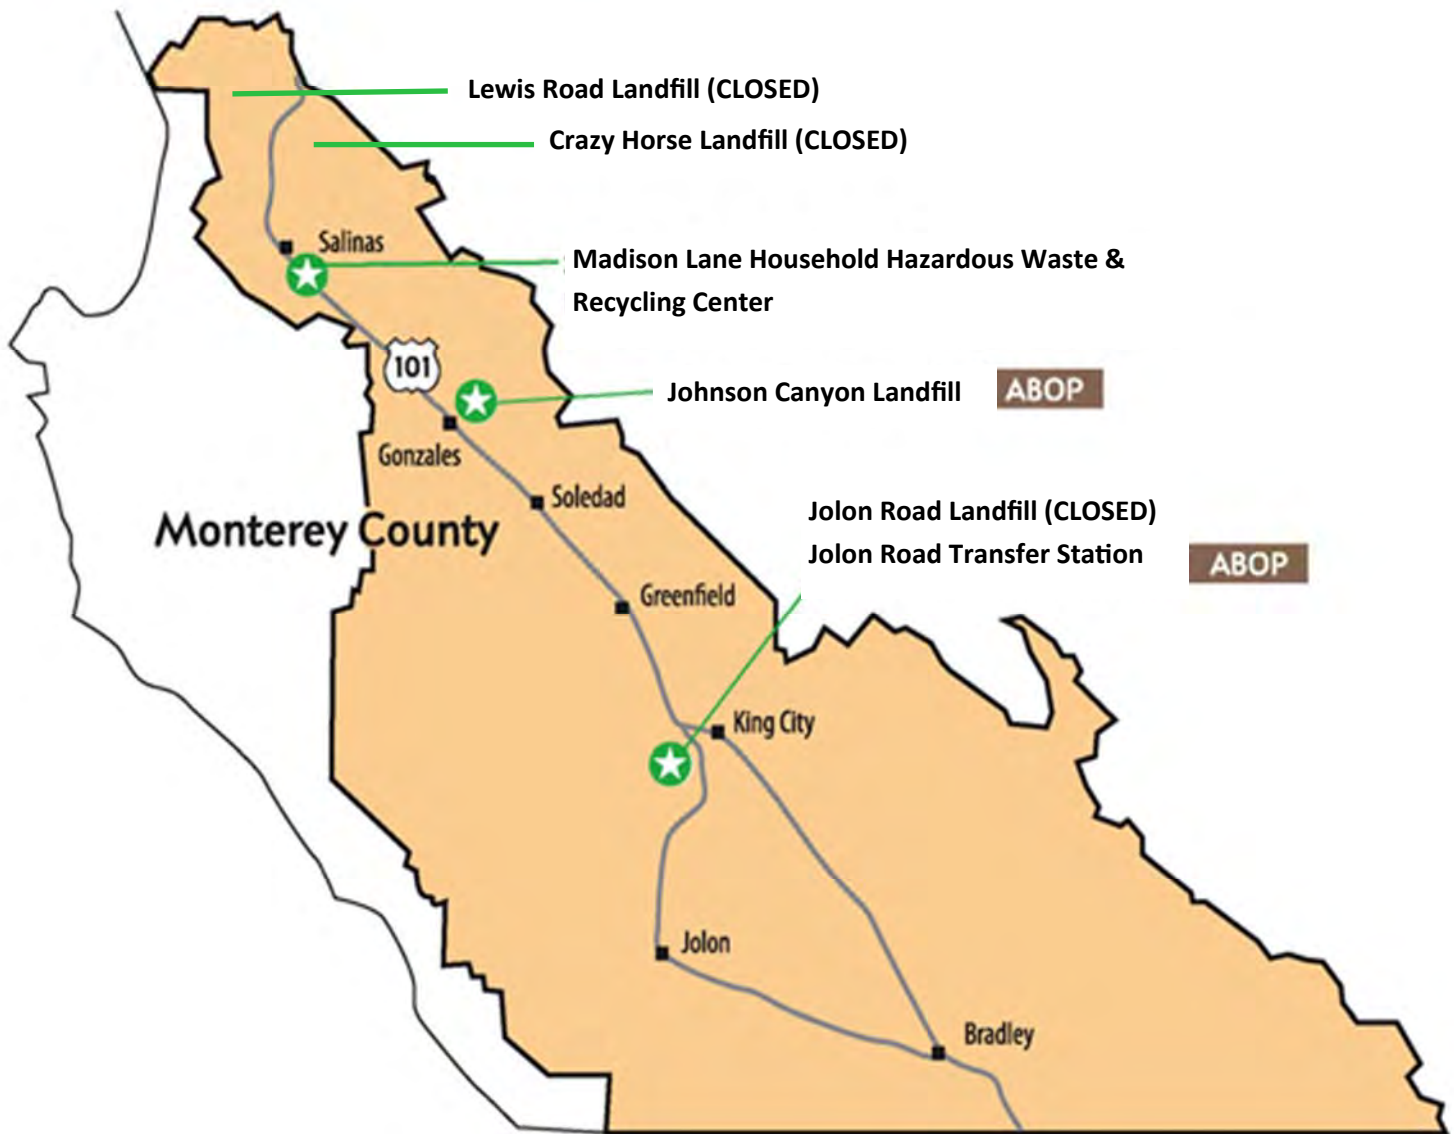 Lewis Road Landfill (CLOSED)
Crazy Horse Landfill (CLOSED)
Salinas
Madison Lane Household Hazardous Waste &
Recycling Center
101
Johnson Canyon Landfill
ABOP
Gonzales
Soledad
Monterey County
Jolon Road Landfill (CLOSED)
Jolon Road Transfer Station
ABOP
Greenfield
King City
Jolon
Bradley